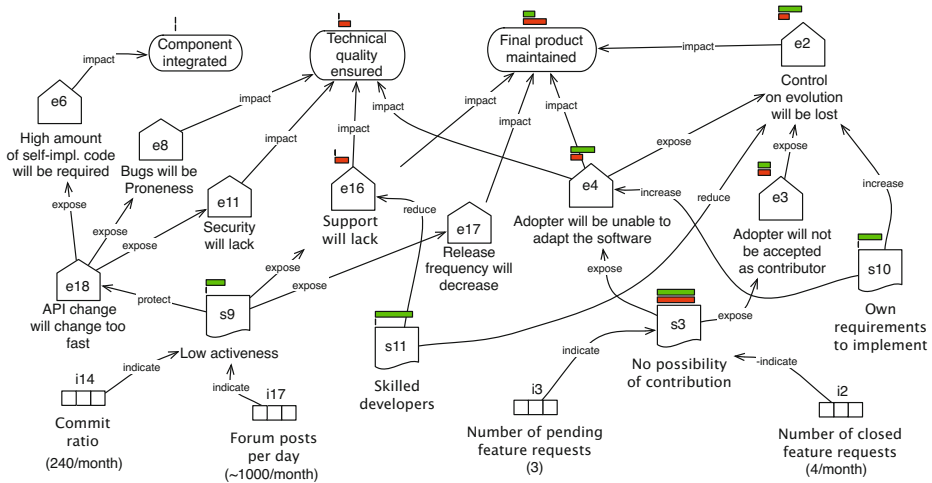 Component
integrated
Technical
quality
ensured
Final product
maintained
e2
Control
on evolution
will be lost
impact
impact
impact
impact
impact
impact
impact
impact
impact
e6
High amount
of self-impl. code
will be required
e8
Bugs will be
Proneness
e11
Security
will lack
e16
Support
will lack
e17
Release
frequency will
decrease
e4
Adopter will be unable to
adapt the software
expose
expose
increase
reduce
reduce
increase
e3
Adopter will not
be accepted
as contributor
expose
expose
expose
e18
API change
will change too
fast
protect
s9
Low activeness
expose
expose
s11
Skilled
developers
expose
expose
s3
No possibility
of contribution
s10
Own
requirements
to implement
indicate
i14
Commit
ratio
(240/month)
indicate
i17
Forum posts
per day
(~1000/month)
indicate
i3
Number of pending
feature requests
(3)
-indicate
i2
Number of closed
feature requests
(4/month)